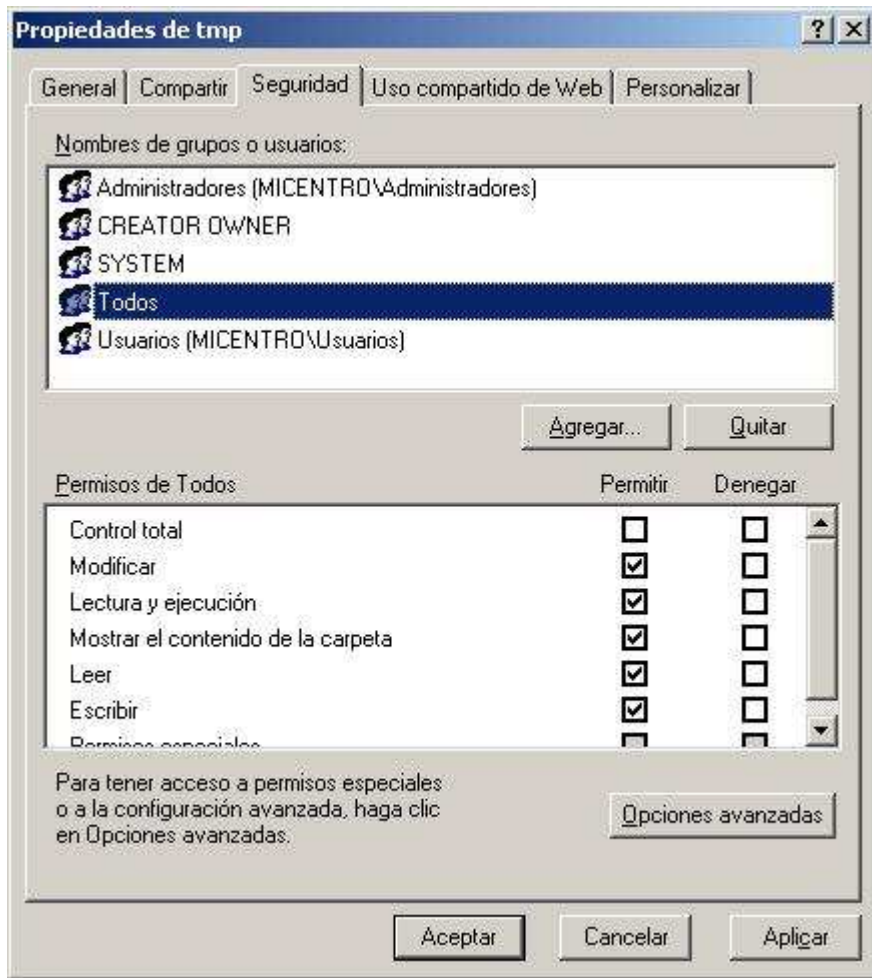 Propiedades de tmp
General Compartir Seguridad Uso compartido de Web Personalizar
Nombres de grupos o usuarios:
Administradores (MICENTRO\Administradores)
CREATOR OWNER
SYSTEM
Todos
Usuarios (MICENTRO\Usuarios)
Agregar... Quitar
Permisos de Todos Permitir Denegar
Control total
Modificar
Lectura y ejecución
Mostrar el contenido de la carpeta
Leer
Escribir
Permisos especiales
Para tener acceso a permisos especiales
o a la configuración avanzada, haga clic
en Opciones avanzadas.
Opciones avanzadas
Aceptar Cancelar Aplicar